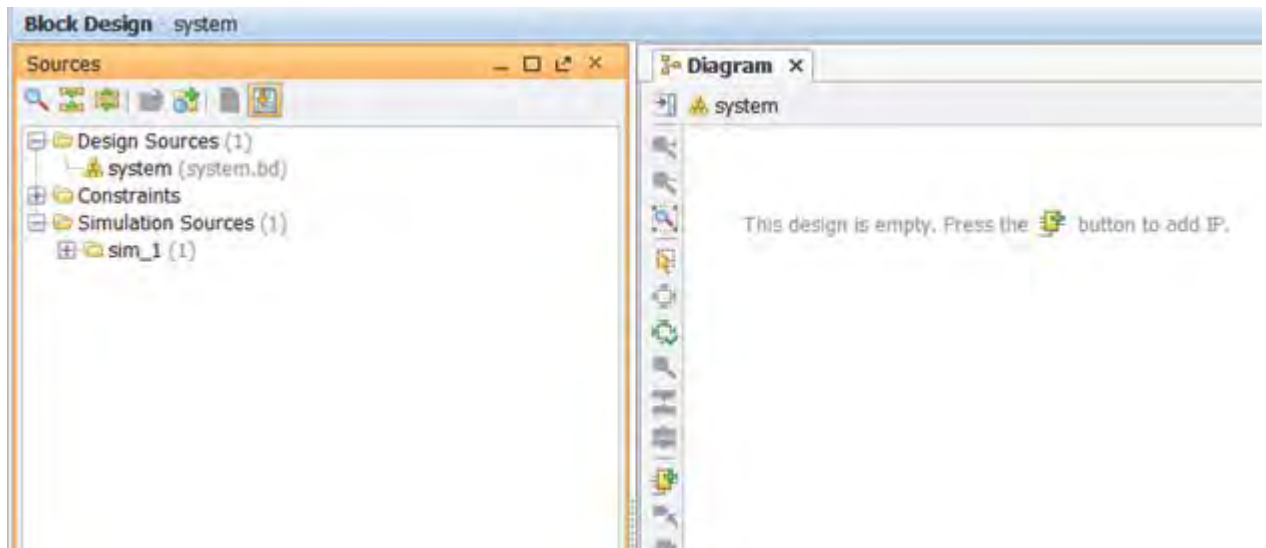 Block Design system
Sources
Design Sources (1)
system (system.bd)
Constraints
Simulation Sources (1)
sim_1 (1)
Diagram
system
This design is empty. Press the button to add IP.